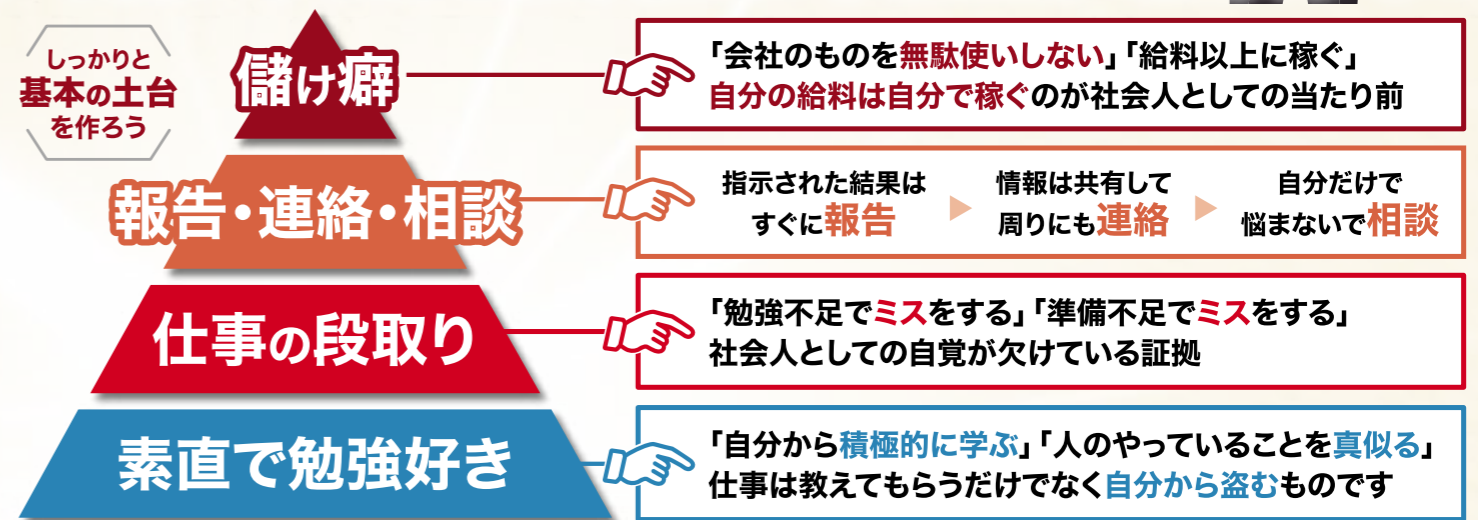 しっかりと
基本の土台
を作ろう
儲け癖
「会社のものを無駄使いしない」「給料以上に稼ぐ」
自分の給料は自分で稼ぐのが社会人としての当たり前
報告・連絡・相談
指示された結果は
すぐに報告
情報は共有して
周りにも連絡
自分だけで
悩まないで相談
仕事の段取り
「勉強不足でミスをする」「準備不足でミスをする」
社会人としての自覚が欠けている証拠
素直で勉強好き
「自分から積極的に学ぶ」「人のやっていることを真似る」
仕事は教えてもらうだけでなく自分から盗むものです